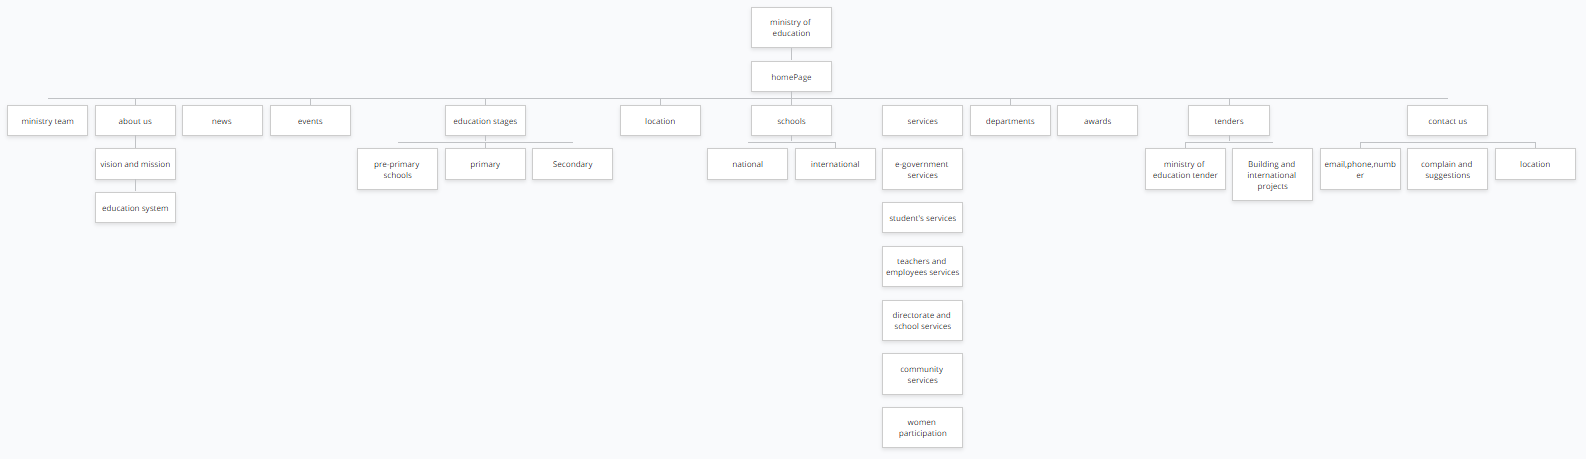 ministry of
education
homePage
ministry team
about us
news
events
education stages
location
schools
services
departments
awards
tenders
contact us
vision and mission
education system
pre-primary
schools
primary
Secondary
national
international
e-government
services
student's services
teachers and
employees services
directorate and
school services
community
services
women
participation
ministry of
education tender
Building and
international
projects
email,phone,numb
er
complain and
suggestions
location